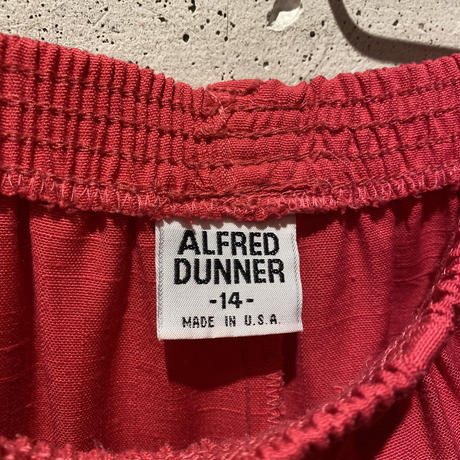 ALFRED
DUNNER
-14-
MADE IN U.S.A.